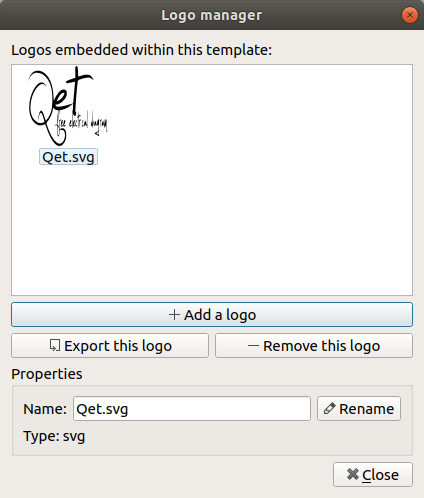 Logo manager
Logos embedded within this template:
Qet
free electrical diagram
Qet.svg
Add a logo
Export this logo
Remove this logo
Properties
Name: Qet.svg Rename
Type: svg
Close